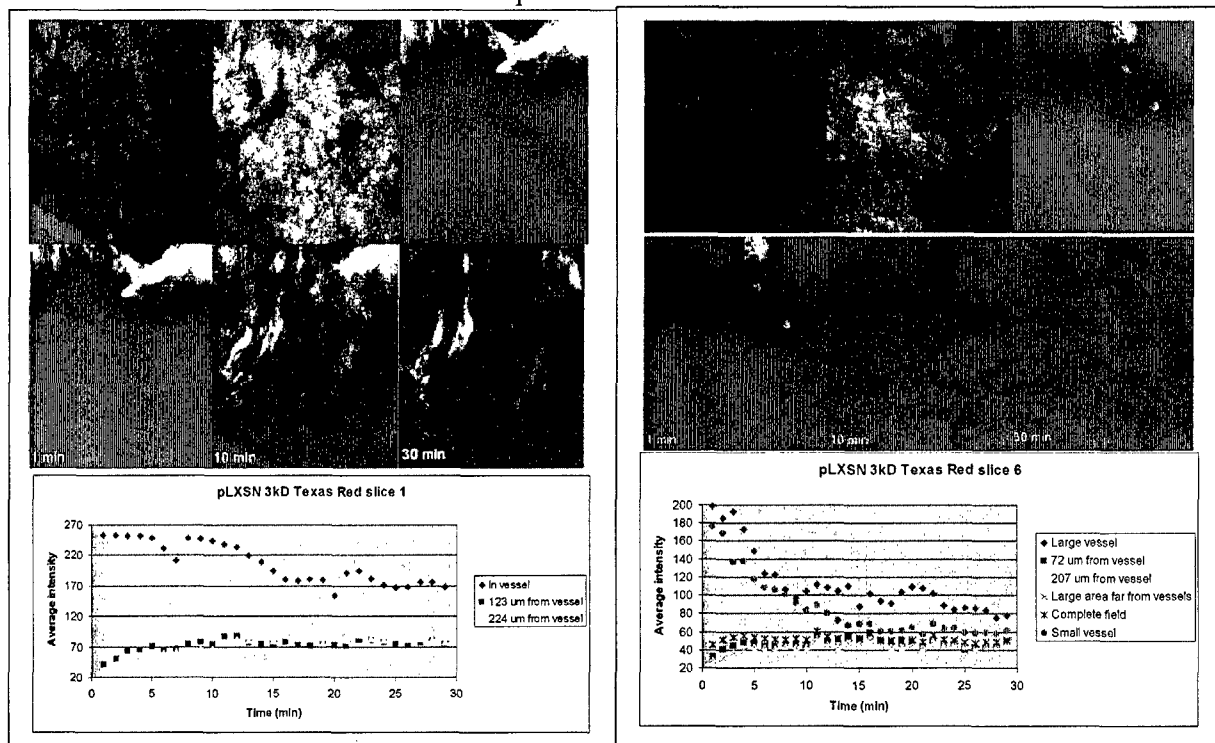 1 min
10 min
30 min
pLXSN 3kD Texas Red slice 1
Average intensity
270
220
170
120
70
20
0
5
10
15
20
25
30
Time (min)
In vessel
123 um from vessel
224 um from vessel
1 min
10 min
30 min
pLXSN 3kD Texas Red slice 6
Average intensity
200
180
160
140
120
100
80
60
40
20
0
5
10
15
20
25
30
Time (min)
Large vessel
72 um from vessel
207 um from vessel
Large area far from vessels
Complete field
Small vessel